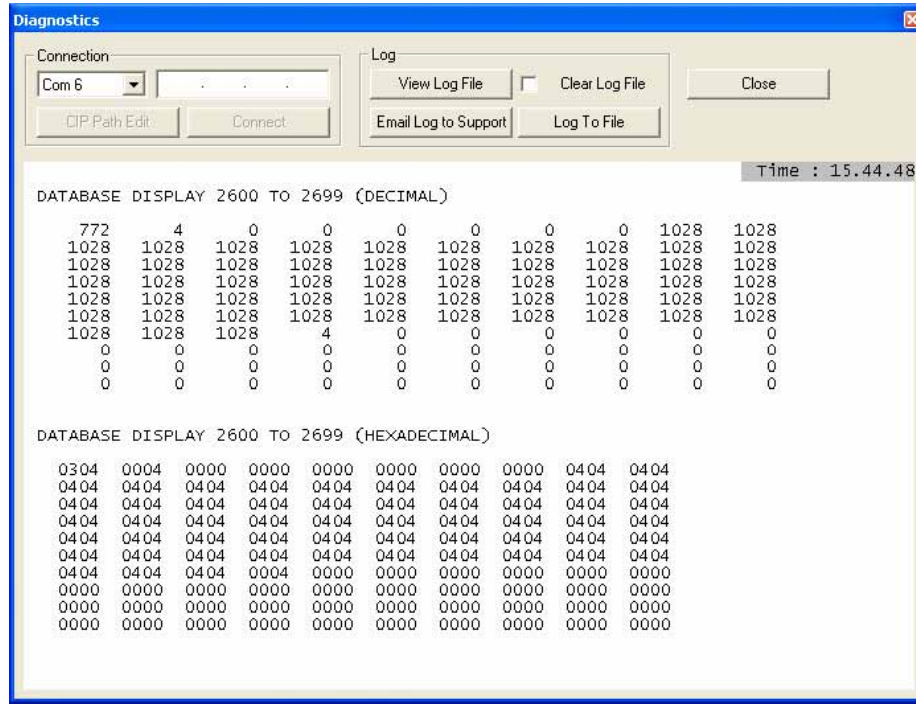 Diagnostics
Connection
Log
Com 6
. . .
View Log File
Clear Log File
Close
CIP Path Edit
Connect
Email Log to Support
Log To File
Time : 15.44.48
DATABASE DISPLAY 2600 TO 2699 (DECIMAL)
772 4 0 0 0 0 0 0 1028 1028
1028 1028 1028 1028 1028 1028 1028 1028 1028 1028
1028 1028 1028 1028 1028 1028 1028 1028 1028 1028
1028 1028 1028 1028 1028 1028 1028 1028 1028 1028
1028 1028 1028 1028 1028 1028 1028 1028 1028 1028
1028 1028 1028 1028 1028 1028 1028 1028 1028 1028
1028 1028 1028 4 0 0 0 0 0 0
0 0 0 0 0 0 0 0 0 0
0 0 0 0 0 0 0 0 0 0
0 0 0 0 0 0 0 0 0 0
DATABASE DISPLAY 2600 TO 2699 (HEXADECIMAL)
0304 0004 0000 0000 0000 0000 0000 0000 0404 0404
0404 0404 0404 0404 0404 0404 0404 0404 0404 0404
0404 0404 0404 0404 0404 0404 0404 0404 0404 0404
0404 0404 0404 0404 0404 0404 0404 0404 0404 0404
0404 0404 0404 0404 0404 0404 0404 0404 0404 0404
0404 0404 0404 0404 0404 0404 0404 0404 0404 0404
0404 0404 0404 0004 0000 0000 0000 0000 0000 0000
0000 0000 0000 0000 0000 0000 0000 0000 0000 0000
0000 0000 0000 0000 0000 0000 0000 0000 0000 0000
0000 0000 0000 0000 0000 0000 0000 0000 0000 0000